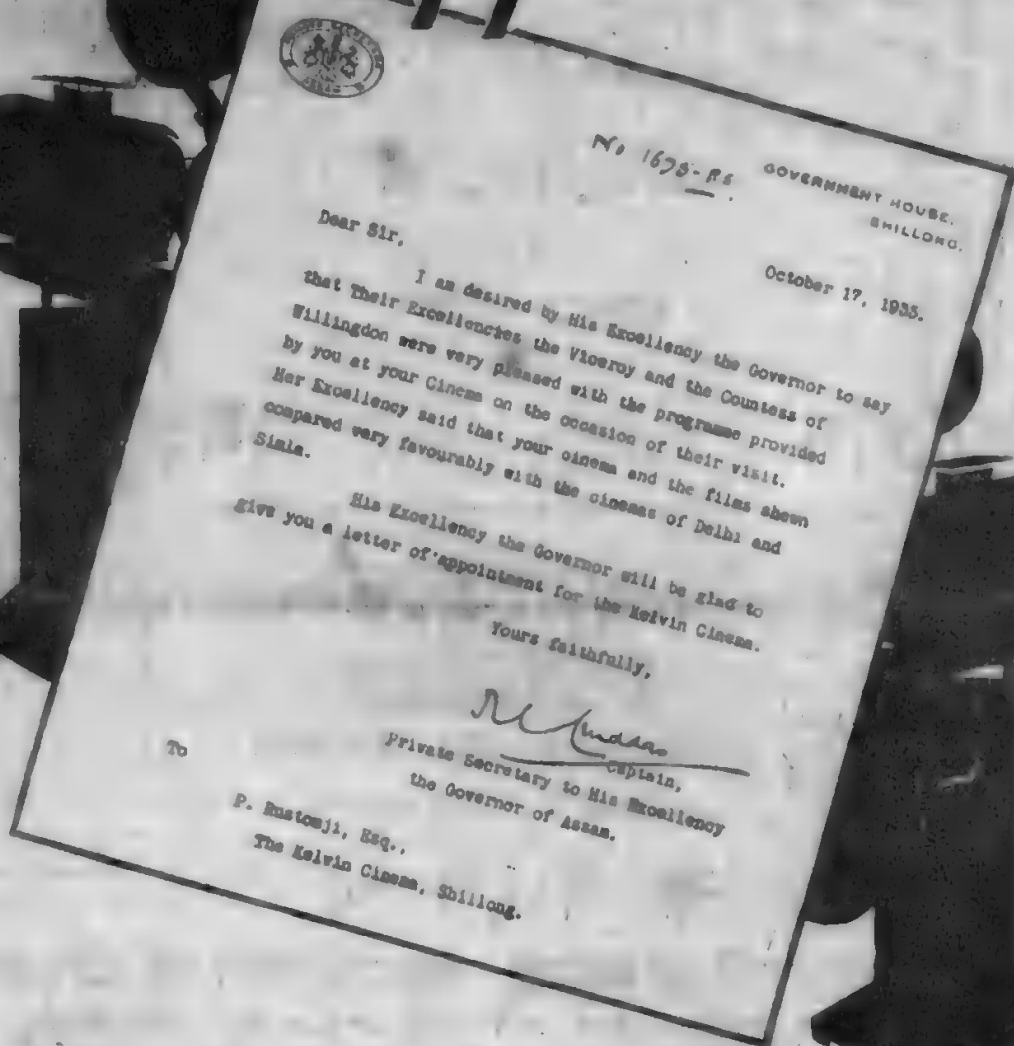 GOVERNMENT HOUSE,
SHILLONG.
October 17, 1935.
Dear Sir,
I am desired by His Excellency the Governor to say
that Their Excellencies the Viceroy and the Countess of
Willingdon were very pleased with the programme provided
by you at your Cinema on the occasion of their visit.
Her Excellency said that your cinema and the films shewn
compared very favourably with the cinemas of Delhi and
Simla.
His Excellency the Governor will be glad to
give you a letter of appointment for the Kelvin Cinema.
Yours faithfully,
Captain,
Private Secretary to His Excellency
the Governor of Assam.
To
P. Rustomji, Esq.,
The Kelvin Cinema, Shillong.